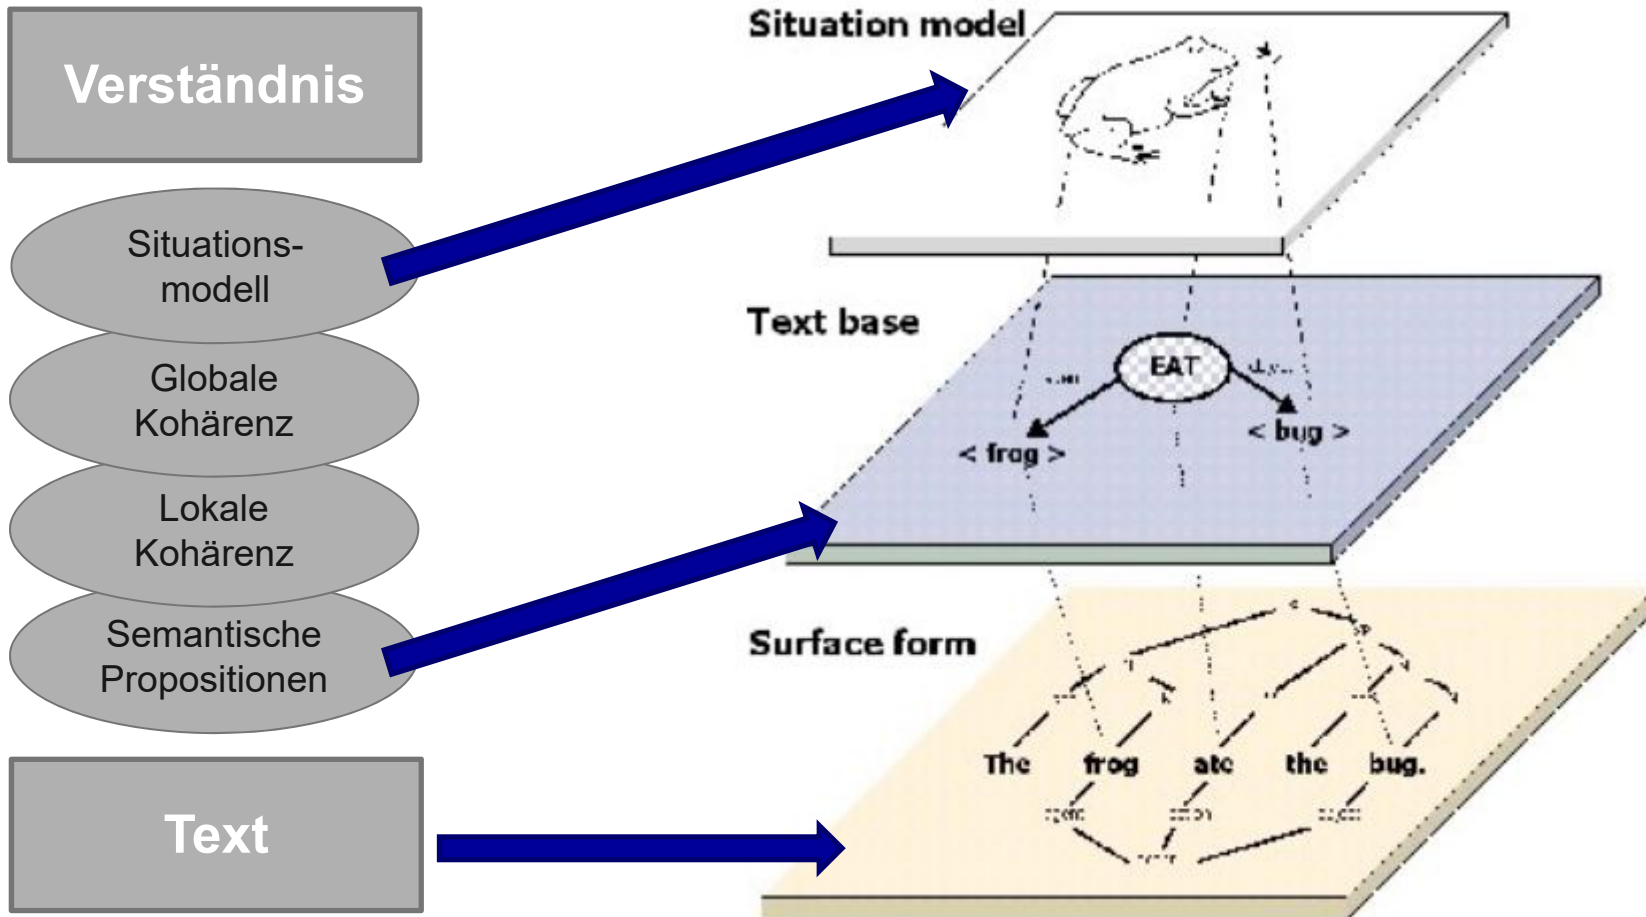 Verständnis
Situations-
modell
Globale
Kohärenz
Lokale
Kohärenz
Semantische
Propositionen
Text
Situation model
Text base
EAT
< frog >
< bug >
Surface form
The frog ate the bug.